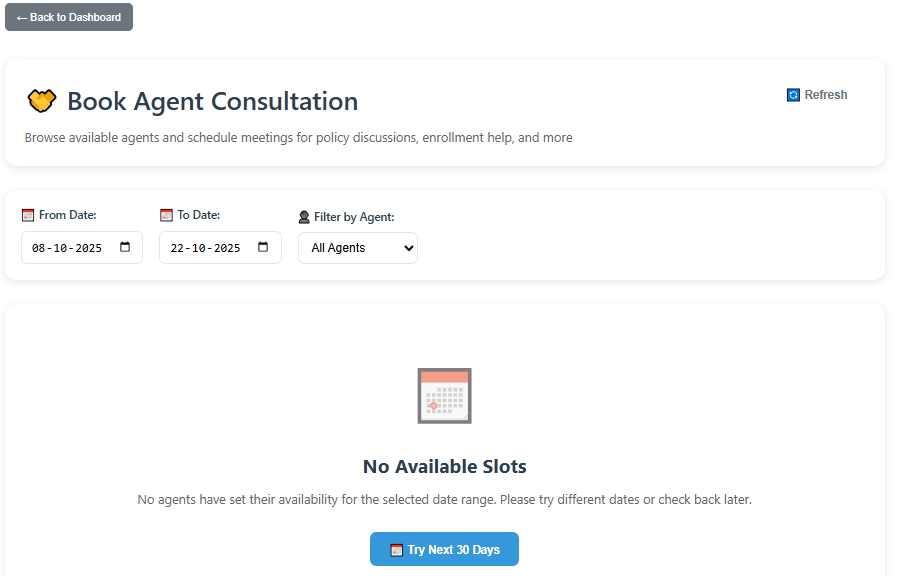 ← Back to Dashboard
Book Agent Consultation
Refresh
Browse available agents and schedule meetings for policy discussions, enrollment help, and more
From Date:
To Date:
Filter by Agent:
08-10-2025
22-10-2025
All Agents
No Available Slots
No agents have set their availability for the selected date range. Please try different dates or check back later.
Try Next 30 Days